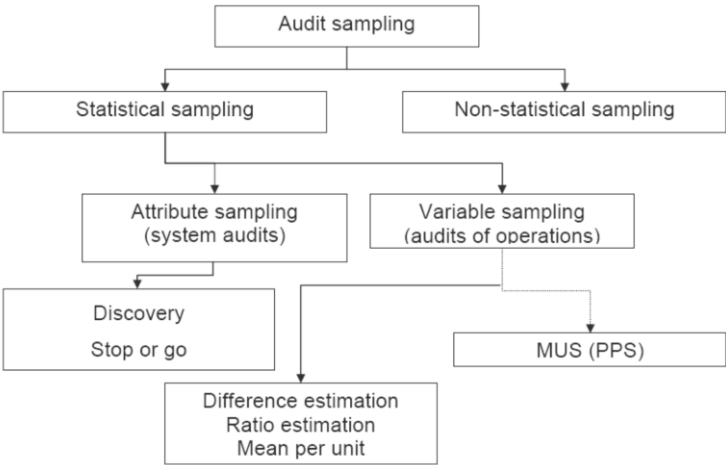 Audit sampling
Statistical sampling
Non-statistical sampling
Attribute sampling
(system audits)
Variable sampling
(audits of operations)
Discovery
Stop or go
MUS (PPS)
Difference estimation
Ratio estimation
Mean per unit